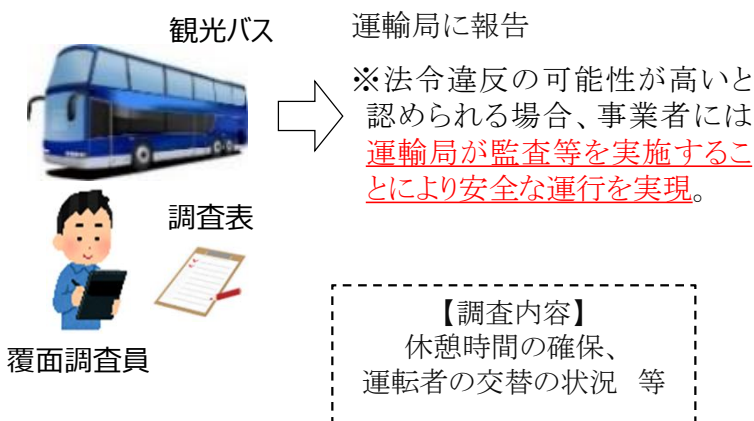 観光バス
運輸局に報告
※法令違反の可能性が高いと
認められる場合、事業者には
運輸局が監査等を実施するこ
とにより安全な運行を実現。
調査表
覆面調査員
【調査内容】
休憩時間の確保、
運転者の交替の状況　等